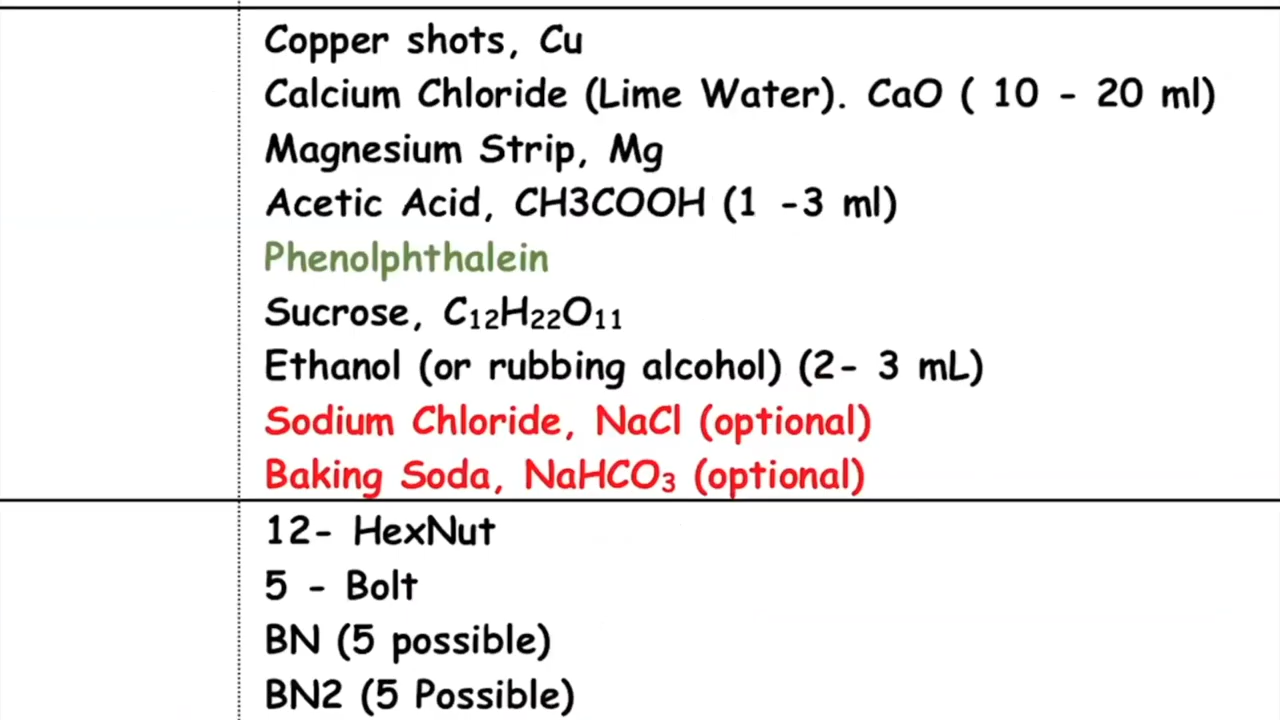 Copper shots, Cu
Calcium Chloride (Lime Water). CaO ( 10 - 20 ml)
Magnesium Strip, Mg
Acetic Acid, CH3COOH (1 -3 ml)
Phenolphthalein
Sucrose, C₁₂H₂₂O₁₁
Ethanol (or rubbing alcohol) (2- 3 mL)
Sodium Chloride, NaCl (optional)
Baking Soda, NaHCO₃ (optional)
12- HexNut
5 - Bolt
BN (5 possible)
BN2 (5 Possible)